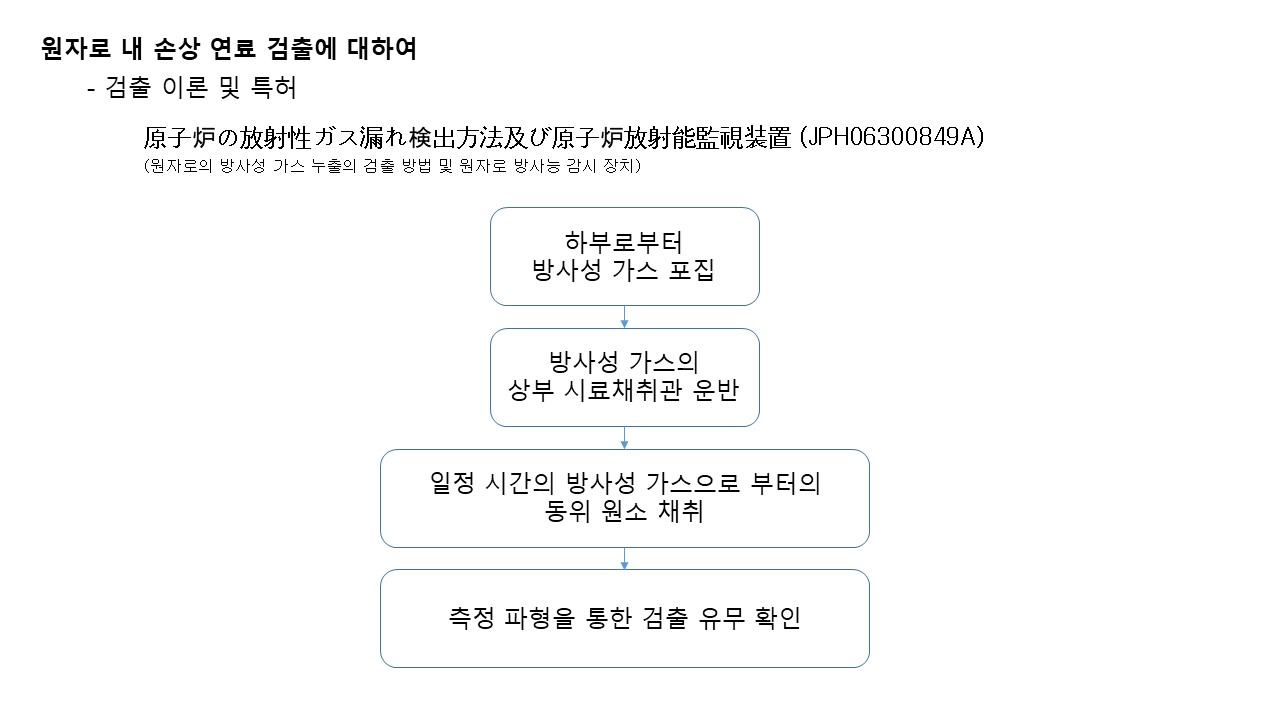 원자로 내 손상 연료 검출에 대하여
- 검출 이론 및 특허
原子炉の放射性ガス漏れ検出方法及び原子炉放射能監視装置 (JPH06300849A)
(원자로의 방사성 가스 누출의 검출 방법 및 원자로 방사능 감시 장치)
하부로부터
방사성 가스 포집
방사성 가스의
상부 시료채취관 운반
일정 시간의 방사성 가스으로 부터의
동위 원소 채취
측정 파형을 통한 검출 유무 확인